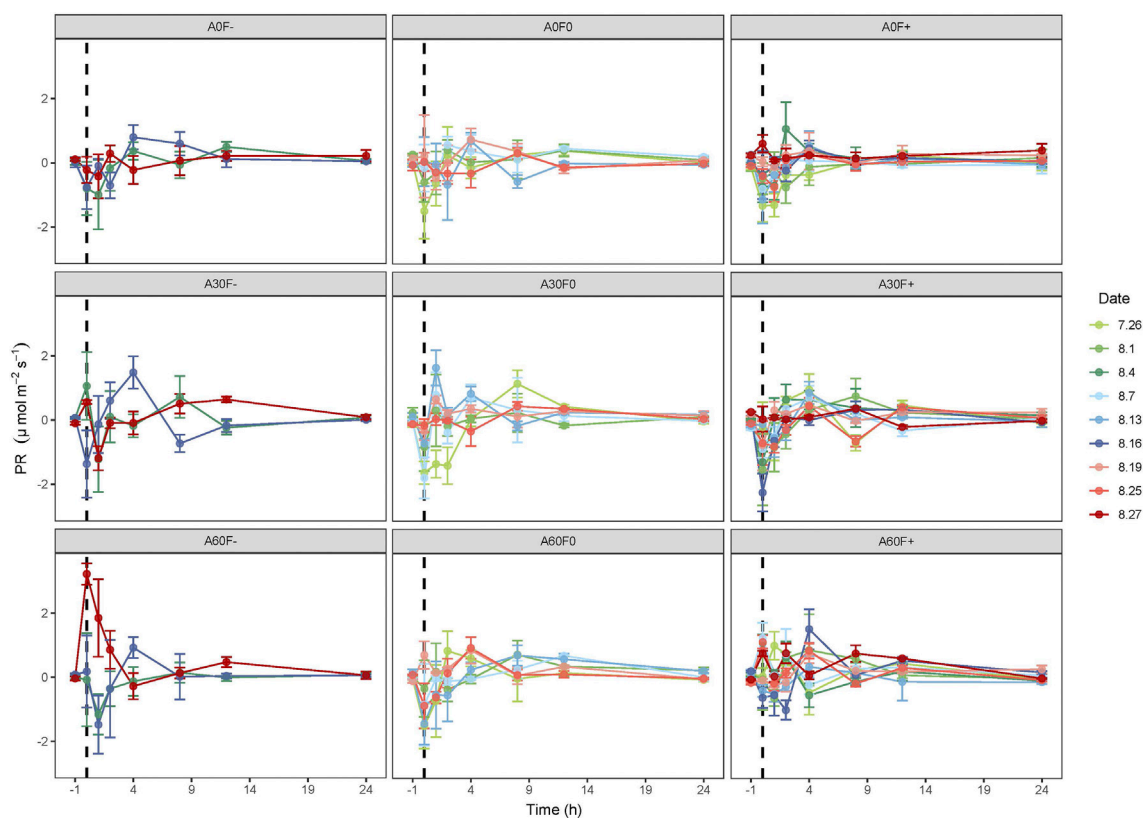 A0F-
A0F0
A0F+
2
0
-2
A30F-
A30F0
A30F+
2
0
-2
PR (μ mol m⁻² s⁻¹)
A60F-
A60F0
A60F+
2
0
-2
-1 4 9 14 19 24
-1 4 9 14 19 24
-1 4 9 14 19 24
Time (h)
Date
7.26
8.1
8.4
8.7
8.13
8.16
8.19
8.25
8.27